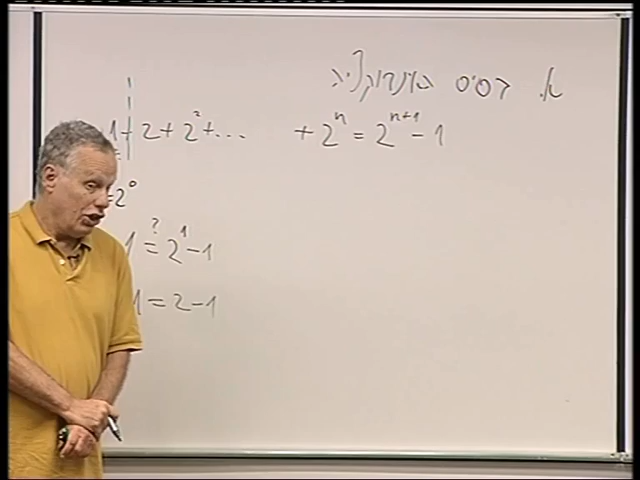 א. בסיס האינדוקציה
1 + 2 + 2² + ... + 2ⁿ = 2ⁿ⁺¹ - 1
= 2⁰
1 ≟ 2¹ - 1
1 = 2 - 1